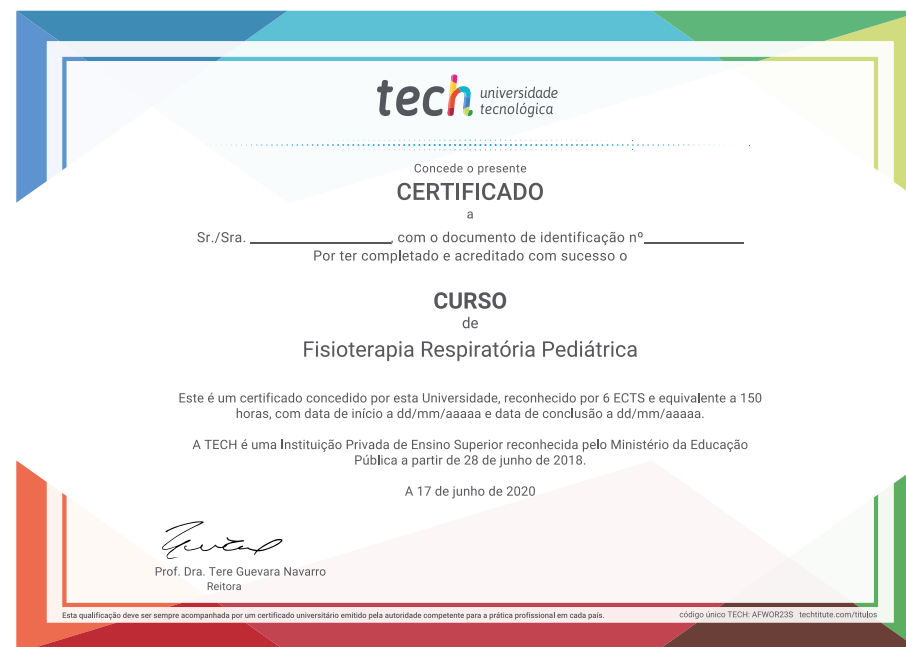 tech universidade
tecnológica
Concede o presente
CERTIFICADO
a
Sr./Sra. , com o documento de identificação nº
Por ter completado e acreditado com sucesso o
CURSO
de
Fisioterapia Respiratória Pediátrica
Este é um certificado concedido por esta Universidade, reconhecido por 6 ECTS e equivalente a 150
horas, com data de início a dd/mm/aaaaa e data de conclusão a dd/mm/aaaaa.
A TECH é uma Instituição Privada de Ensino Superior reconhecida pelo Ministério da Educação
Pública a partir de 28 de junho de 2018.
A 17 de junho de 2020
Prof. Dra. Tere Guevara Navarro
Reitora
Esta qualificação deve ser sempre acompanhada por um certificado universitário emitido pela autoridade competente para a prática profissional em cada país.
código único TECH: AFWOR23S techtitute.com/titulos